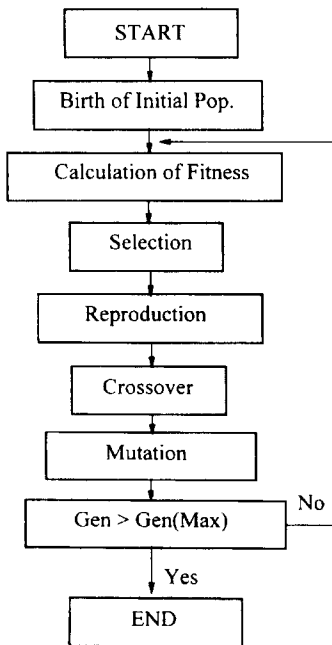 START
Birth of Initial Pop.
Calculation of Fitness
Selection
Reproduction
Crossover
Mutation
Gen > Gen(Max)
No
Yes
END